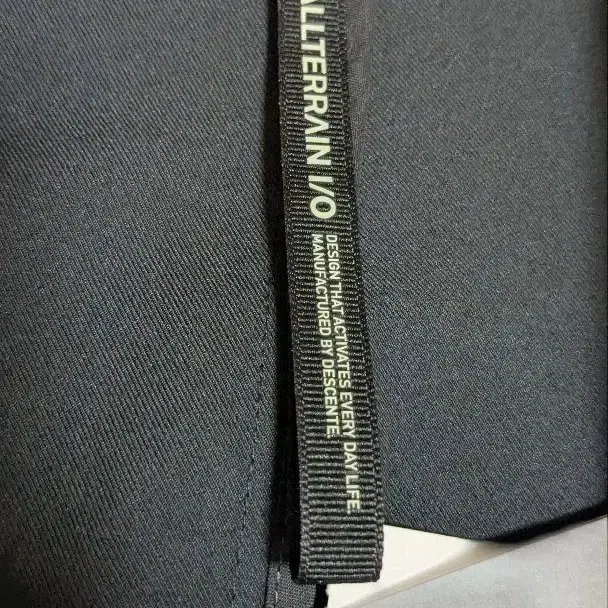 ALLTERRAIN I/O
DESIGN THAT ACTIVATES EVERY DAY LIFE.
MANUFACTURED BY DESCENTE.